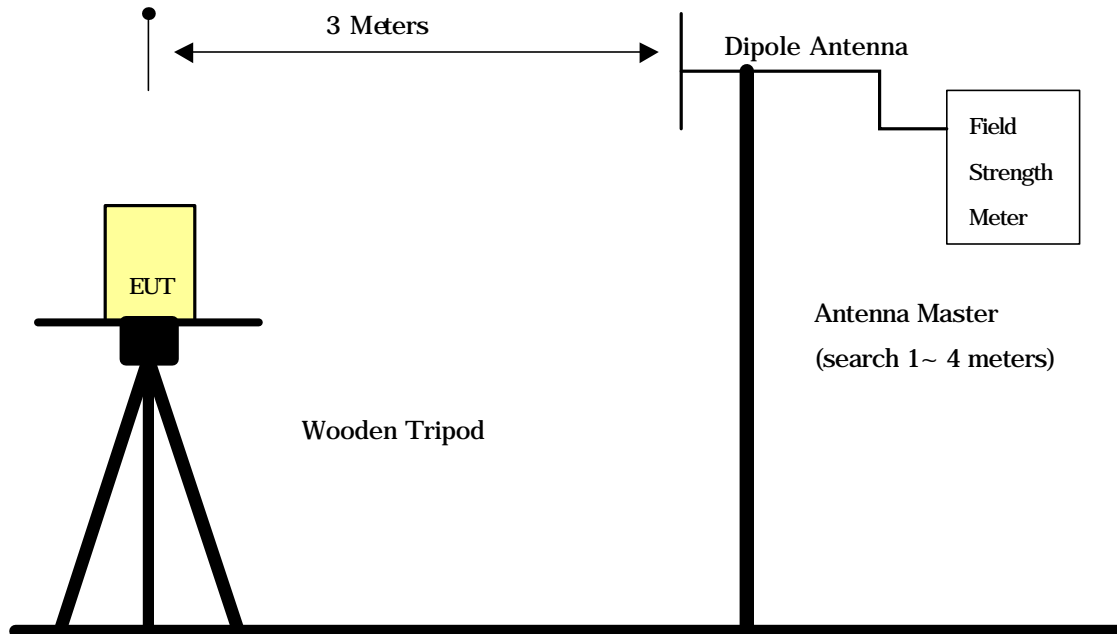 3 Meters
Dipole Antenna
Field
Strength
Meter
EUT
Antenna Master
(search 1~ 4 meters)
Wooden Tripod